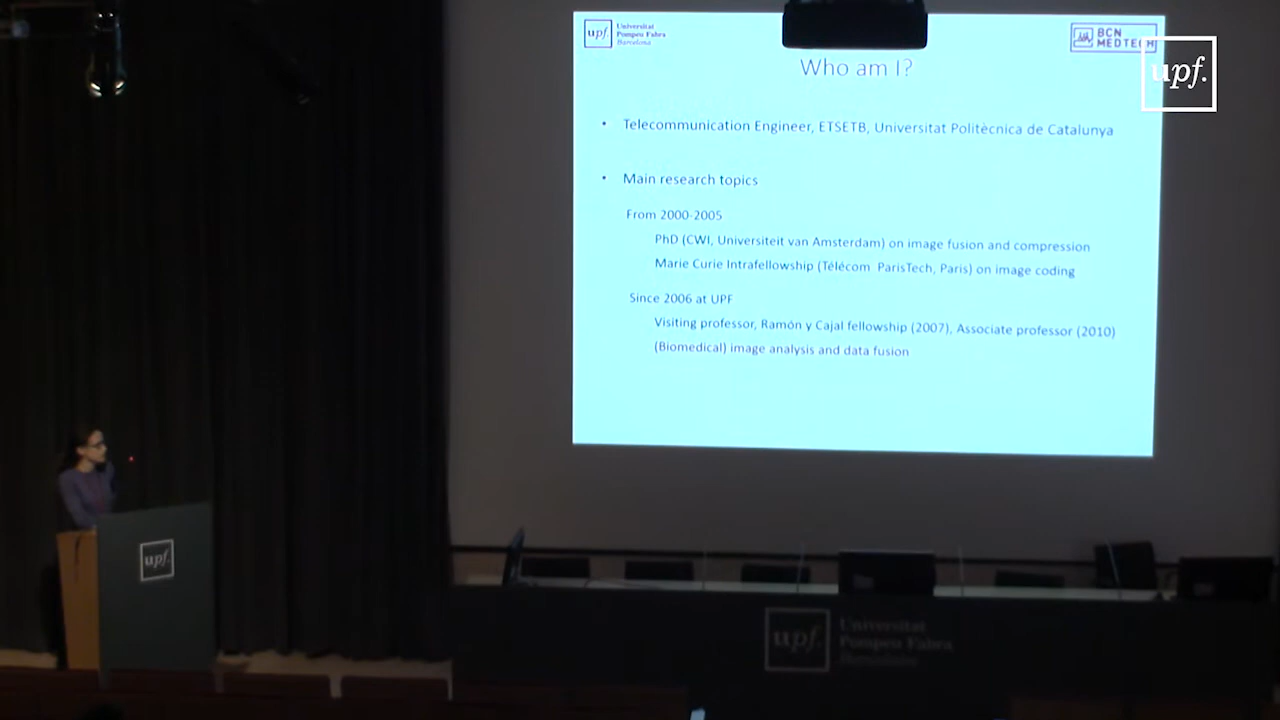 upf.
Universitat
Pompeu Fabra
Barcelona
BCN
MEDTECH
upf.
Who am I?
• Telecommunication Engineer, ETSETB, Universitat Politècnica de Catalunya
• Main research topics
From 2000-2005
PhD (CWI, Universiteit van Amsterdam) on image fusion and compression
Marie Curie Intrafellowship (Télécom ParisTech, Paris) on image coding
Since 2006 at UPF
Visiting professor, Ramón y Cajal fellowship (2007), Associate professor (2010)
(Biomedical) image analysis and data fusion
upf.
upf.
Universitat
Pompeu Fabra
Barcelona